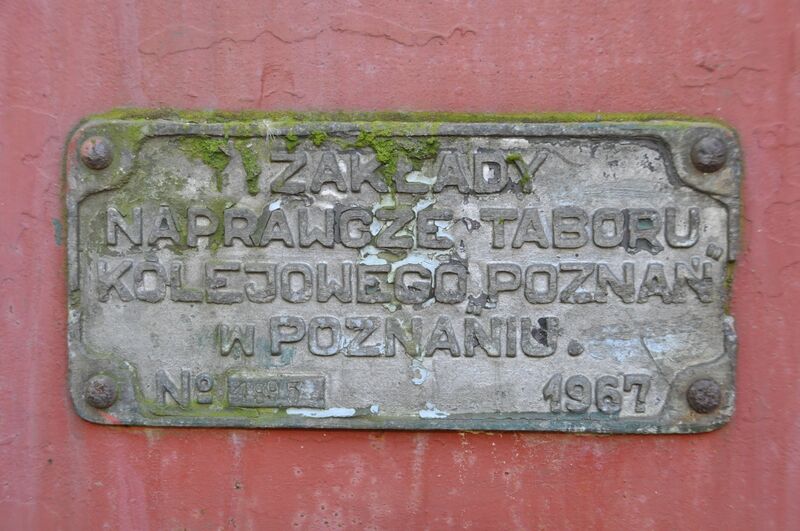 ZAKŁADY
NAPRAWCZE TABORU
KOLEJOWEGO „POZNAŃ”
W POZNANIU.
No 1967